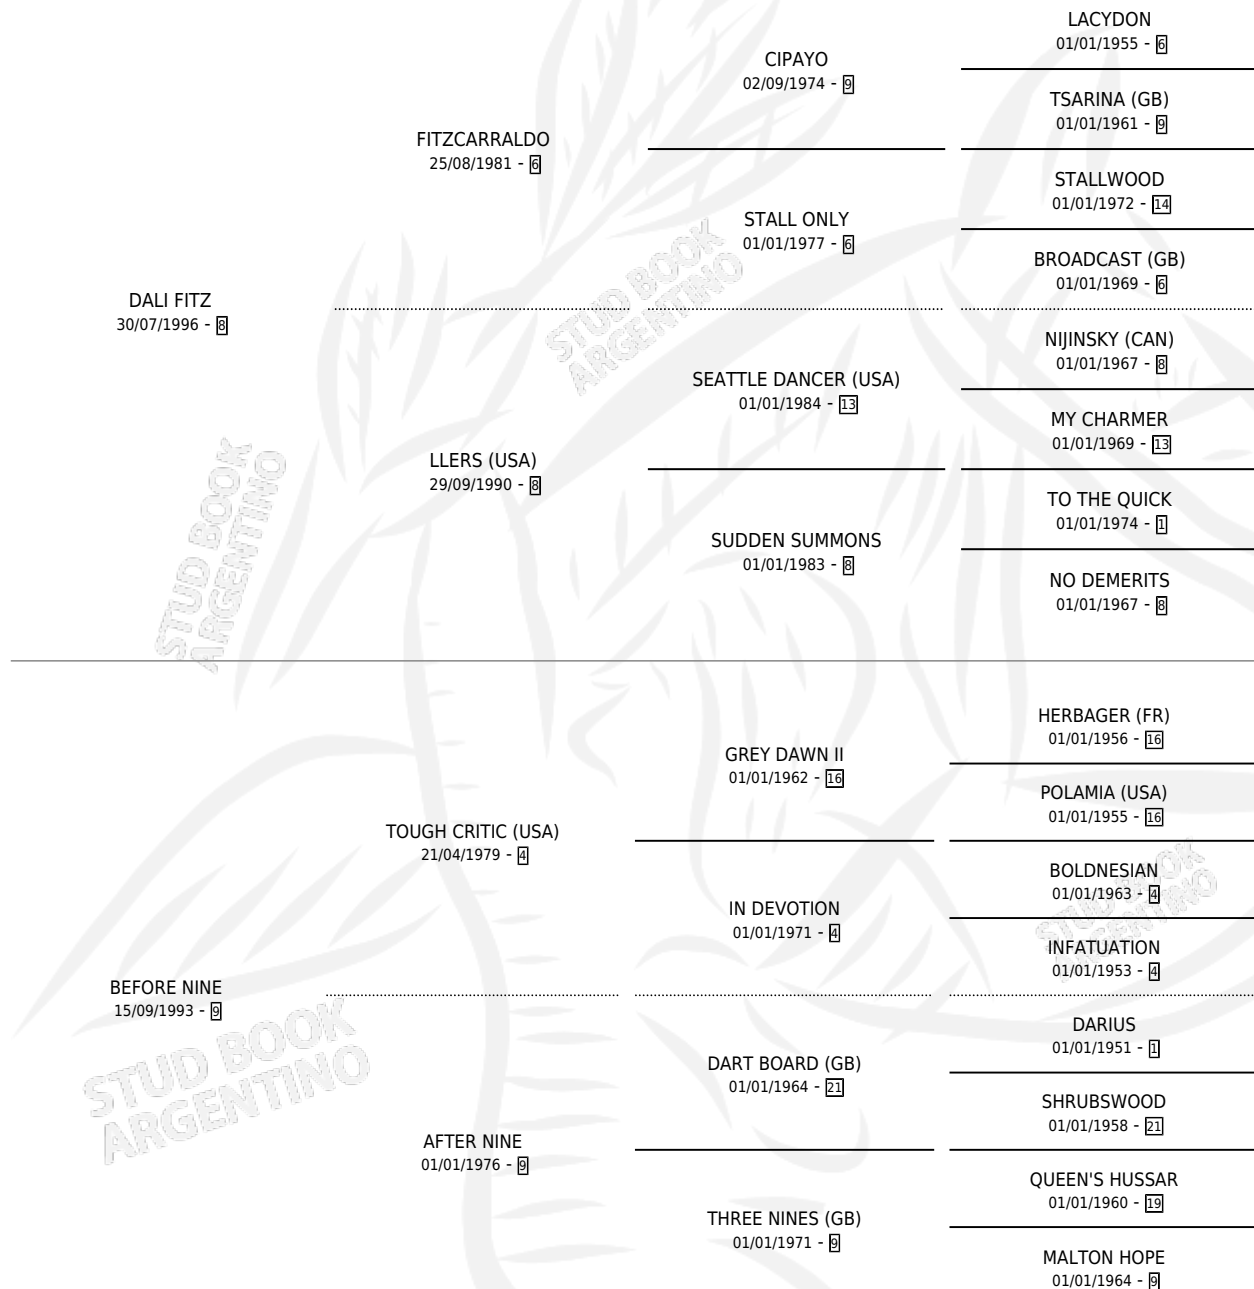 LACYDON
01/01/1955 - 6
CIPAYO
02/09/1974 - 9
TSARINA (GB)
01/01/1961 - 9
FITZCARRALDO
25/08/1981 - 6
STALLWOOD
01/01/1972 - 14
STALL ONLY
01/01/1977 - 6
BROADCAST (GB)
01/01/1969 - 6
DALI FITZ
30/07/1996 - 8
NIJINSKY (CAN)
01/01/1967 - 8
SEATTLE DANCER (USA)
01/01/1984 - 13
MY CHARMER
01/01/1969 - 13
LLERS (USA)
29/09/1990 - 8
TO THE QUICK
01/01/1974 - 1
SUDDEN SUMMONS
01/01/1983 - 8
NO DEMERITS
01/01/1967 - 8
HERBAGER (FR)
01/01/1956 - 16
GREY DAWN II
01/01/1962 - 16
POLAMIA (USA)
01/01/1955 - 16
TOUGH CRITIC (USA)
21/04/1979 - 4
BOLDNESIAN
01/01/1963 - 4
IN DEVOTION
01/01/1971 - 4
INFATUATION
01/01/1953 - 4
BEFORE NINE
15/09/1993 - 9
DARIUS
01/01/1951 - 1
DART BOARD (GB)
01/01/1964 - 21
SHRUBSWOOD
01/01/1958 - 21
AFTER NINE
01/01/1976 - 9
QUEEN'S HUSSAR
01/01/1960 - 19
THREE NINES (GB)
01/01/1971 - 9
MALTON HOPE
01/01/1964 - 9
STUD BOOK
ARGENTINO
STUD BOOK
ARGENTINO
STUD BOOK
ARGENTINO
STUD BOOK
ARGENTINO